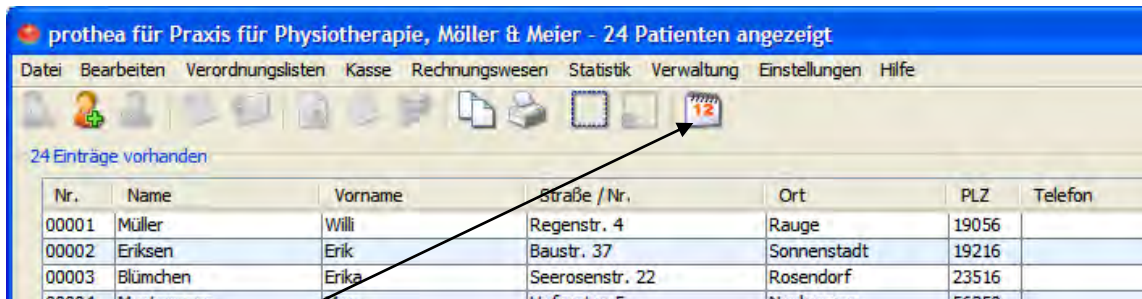 prothea für Praxis für Physiotherapie, Möller & Meier - 24 Patienten angezeigt
Datei Bearbeiten Verordnungslisten Kasse Rechnungswesen Statistik Verwaltung Einstellungen Hilfe
12
24 Einträge vorhanden
Nr. Name Vorname Straße / Nr. Ort PLZ Telefon
00001 Müller Willi Regenstr. 4 Rauge 19056
00002 Eriksen Erik Baustr. 37 Sonnenstadt 19216
00003 Blümchen Erika Seerosenstr. 22 Rosendorf 23516